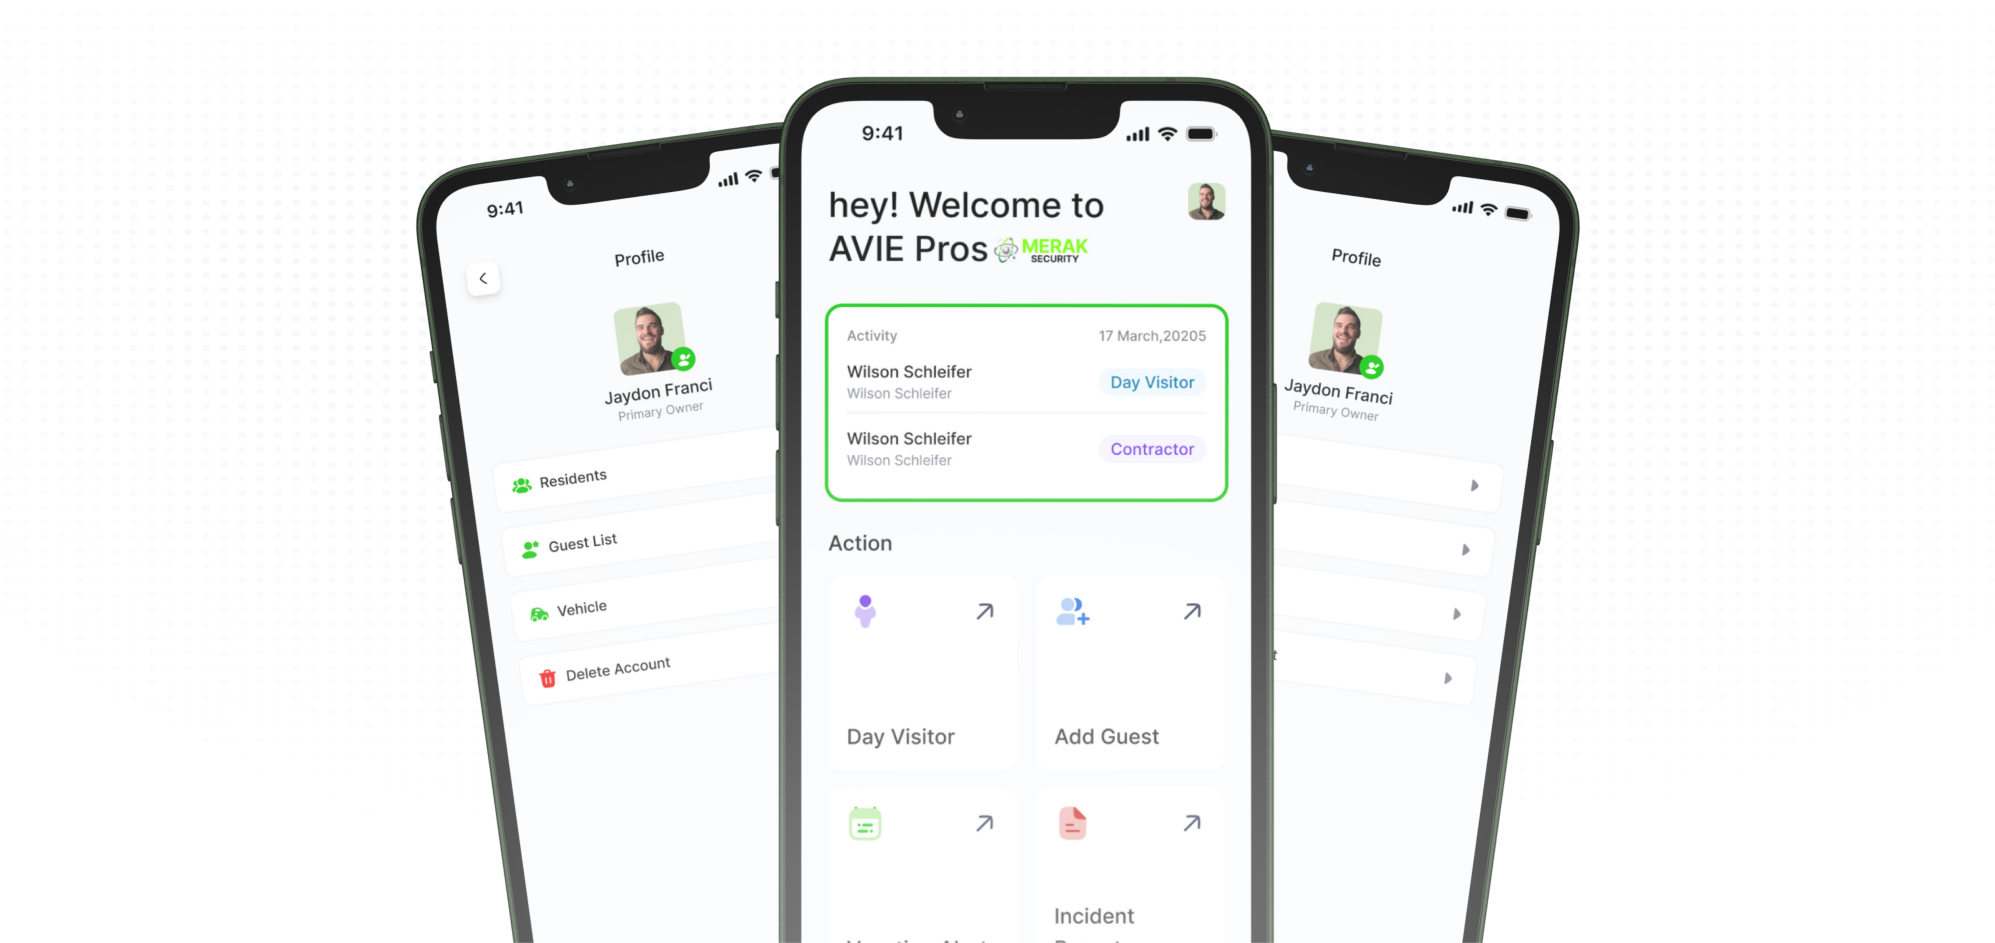 9:41
Profile
Jaydon Franci
Primary Owner
Residents
Guest List
Vehicle
Delete Account
9:41
hey! Welcome to
AVIE Pros MERAK
SECURITY
Activity 17 March,20205
Wilson Schleifer
Wilson Schleifer
Day Visitor
Wilson Schleifer
Wilson Schleifer
Contractor
Action
Day Visitor
Add Guest
Incident
Profile
Jaydon Franci
Primary Owner
t